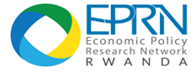 EPRN
Economic Policy
Research Network
RWANDA